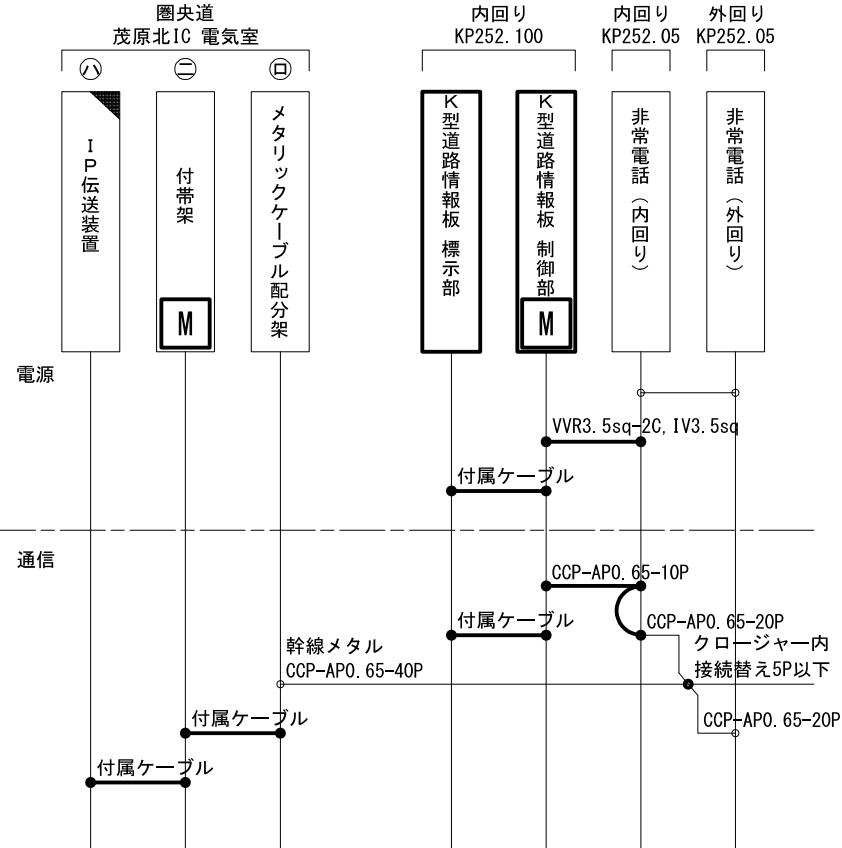 圏央道
茂原北IC 電気室
内回り
KP252.100
内回り
KP252.05
外回り
KP252.05
ハ
ニ
ロ
IP伝送装置
付帯架
M
メタリックケーブル配分架
K型道路情報板 標示部
K型道路情報板 制御部
M
非常電話(内回り)
非常電話(外回り)
電源
VVR3.5sq-2C,IV3.5sq
付属ケーブル
通信
CCP-AP0.65-10P
付属ケーブル
CCP-AP0.65-20P
クロージャー内
接続替え5P以下
幹線メタル
CCP-AP0.65-40P
付属ケーブル
CCP-AP0.65-20P
付属ケーブル